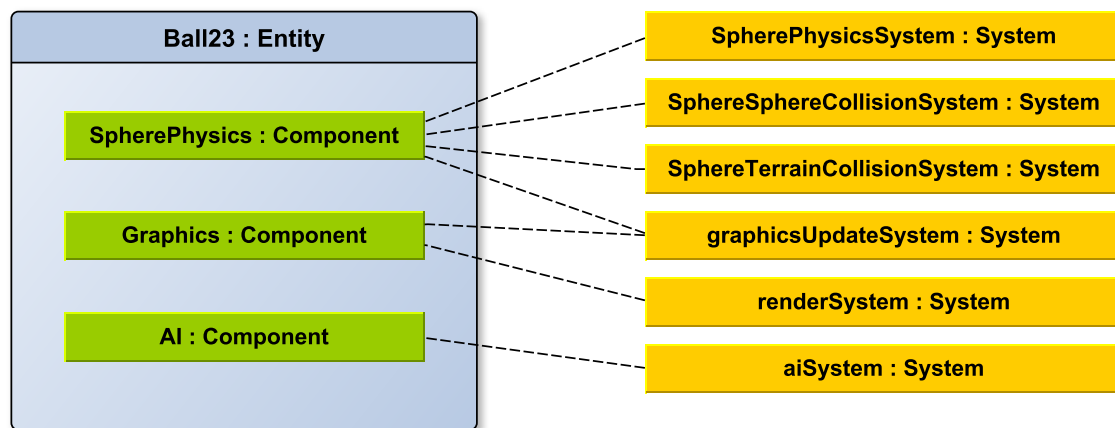 Ball23 : Entity
SpherePhysics : Component
Graphics : Component
AI : Component
SpherePhysicsSystem : System
SphereSphereCollisionSystem : System
SphereTerrainCollisionSystem : System
graphicsUpdateSystem : System
renderSystem : System
aiSystem : System